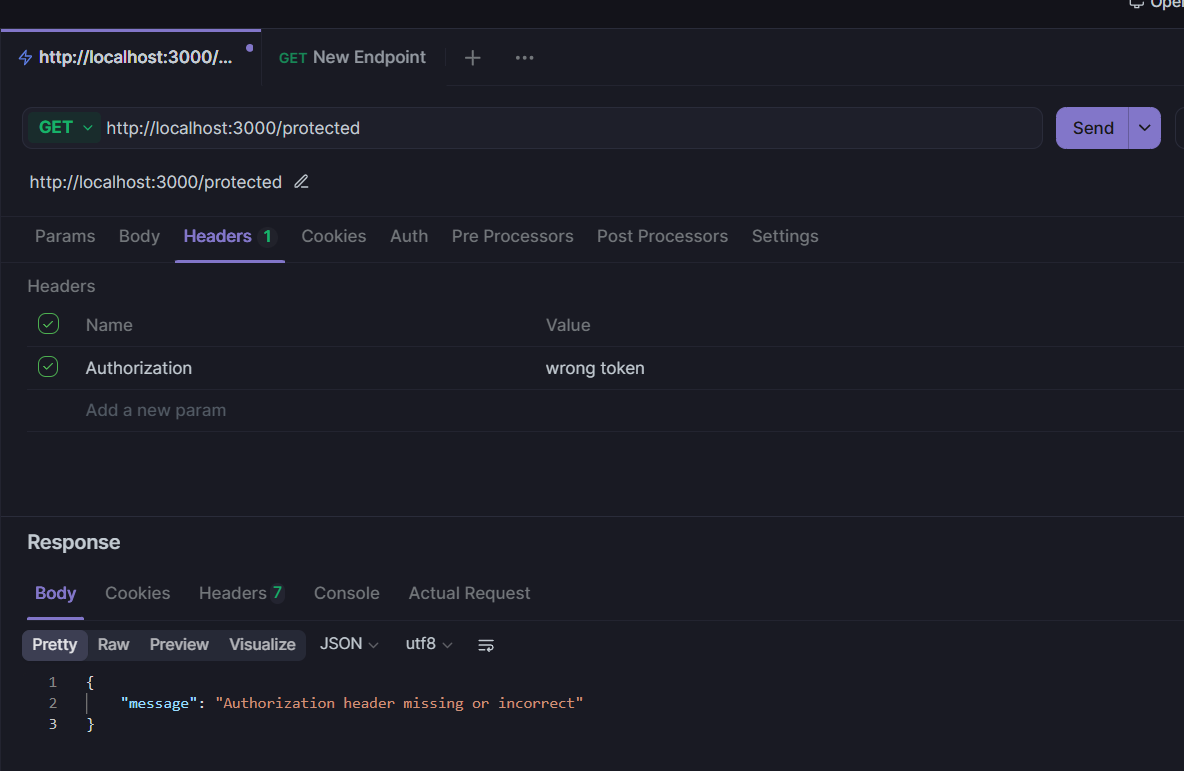 http://localhost:3000/... GET New Endpoint
GET http://localhost:3000/protected Send
http://localhost:3000/protected
Params Body Headers 1 Cookies Auth Pre Processors Post Processors Settings
Headers
Name Value
Authorization wrong token
Add a new param
Response
Body Cookies Headers 7 Console Actual Request
Pretty Raw Preview Visualize JSON utf8
1 {
2 "message": "Authorization header missing or incorrect"
3 }